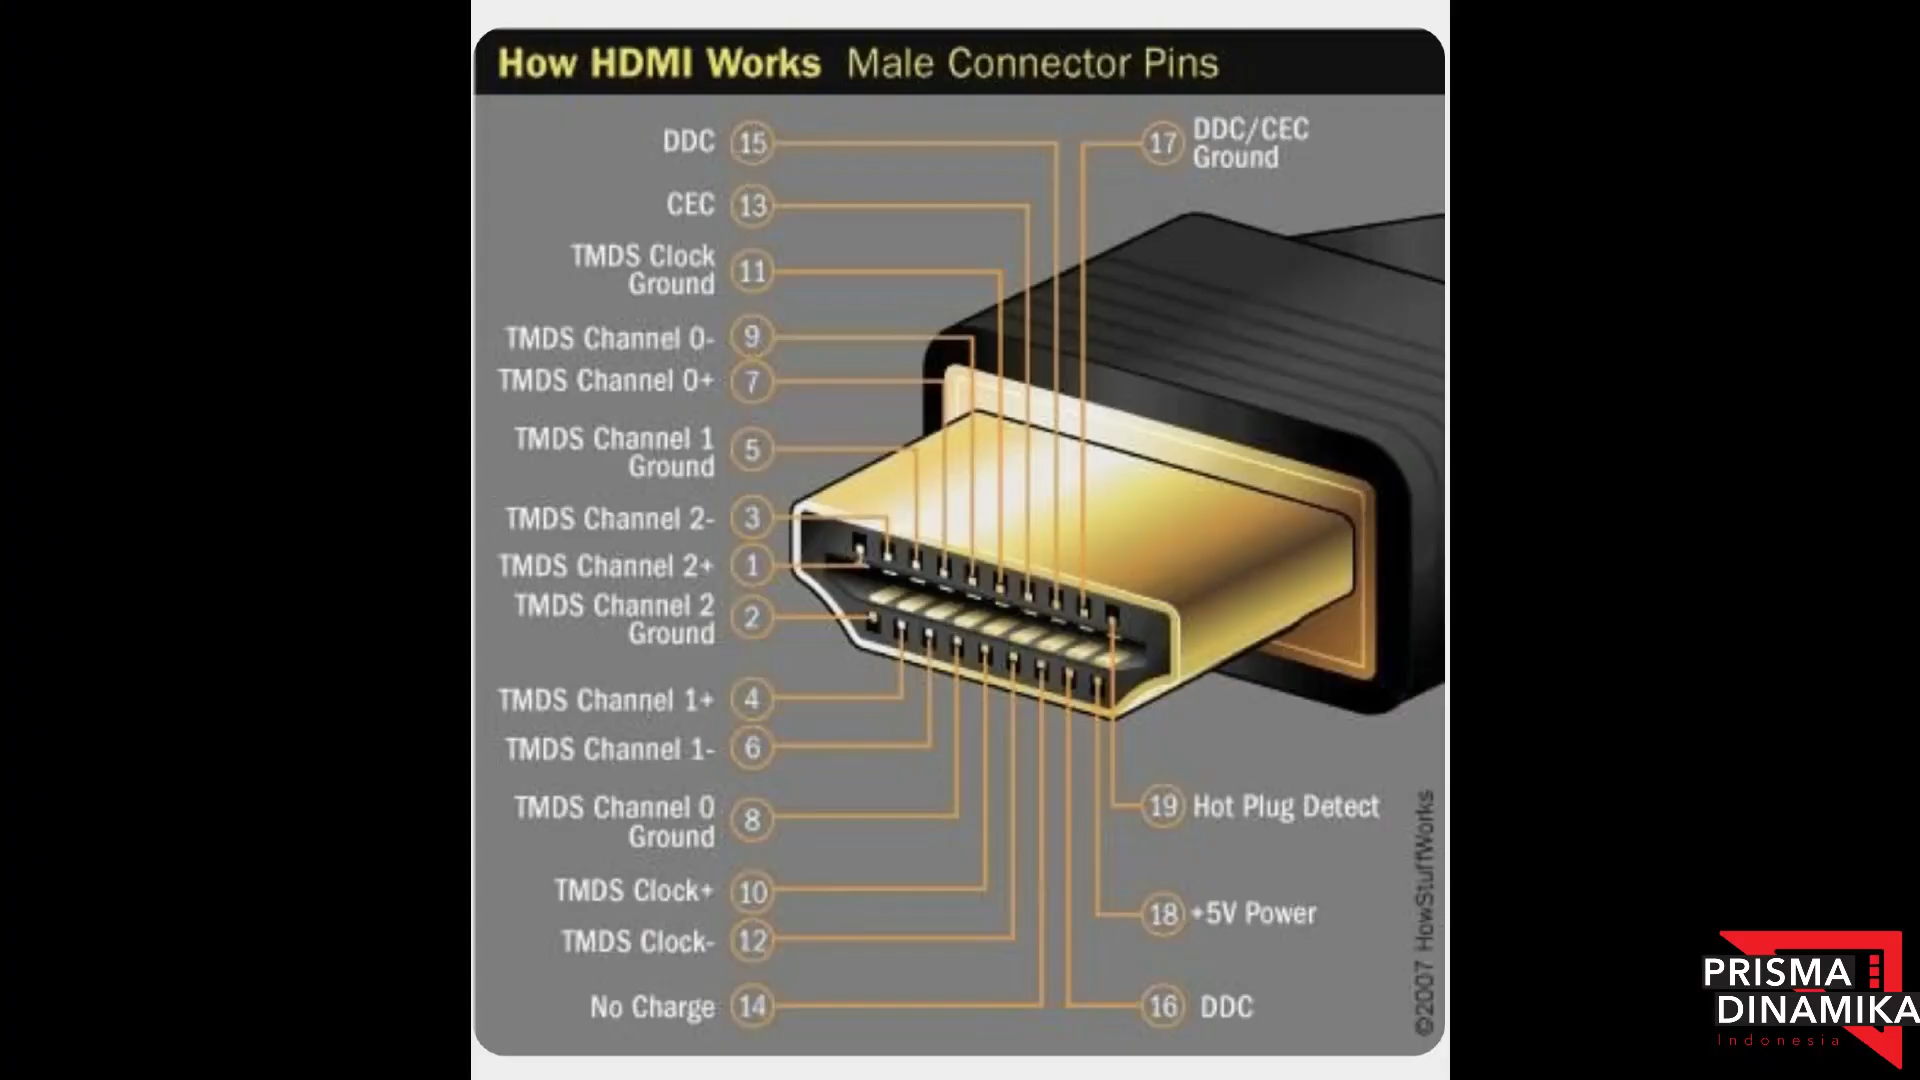 How HDMI Works Male Connector Pins
DDC 15
CEC 13
TMDS Clock
Ground 11
TMDS Channel 0- 9
TMDS Channel 0+ 7
TMDS Channel 1
Ground 5
TMDS Channel 2- 3
TMDS Channel 2+ 1
TMDS Channel 2
Ground 2
TMDS Channel 1+ 4
TMDS Channel 1- 6
TMDS Channel 0
Ground 8
TMDS Clock+ 10
TMDS Clock- 12
No Charge 14
17 DDC/CEC
Ground
19 Hot Plug Detect
18 +5V Power
16 DDC
©2007 HowStuffWorks
PRISMA
DINAMIKA
Indonesia